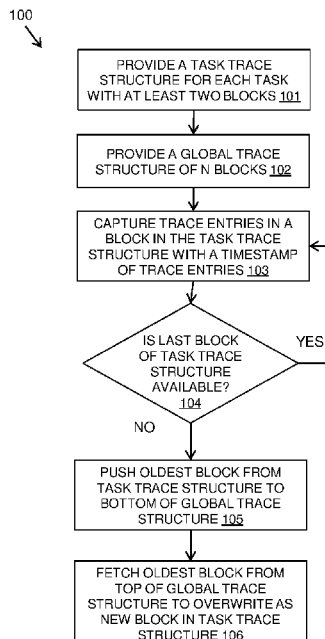 100
PROVIDE A TASK TRACE
STRUCTURE FOR EACH TASK
WITH AT LEAST TWO BLOCKS 101
PROVIDE A GLOBAL TRACE
STRUCTURE OF N BLOCKS 102
CAPTURE TRACE ENTRIES IN A
BLOCK IN THE TASK TRACE
STRUCTURE WITH A TIMESTAMP
OF TRACE ENTRIES 103
IS LAST BLOCK
OF TASK TRACE
STRUCTURE
AVAILABLE?
104
YES
NO
PUSH OLDEST BLOCK FROM
TASK TRACE STRUCTURE TO
BOTTOM OF GLOBAL TRACE
STRUCTURE 105
FETCH OLDEST BLOCK FROM
TOP OF GLOBAL TRACE
STRUCTURE TO OVERWRITE AS
NEW BLOCK IN TASK TRACE
STRUCTURE 106